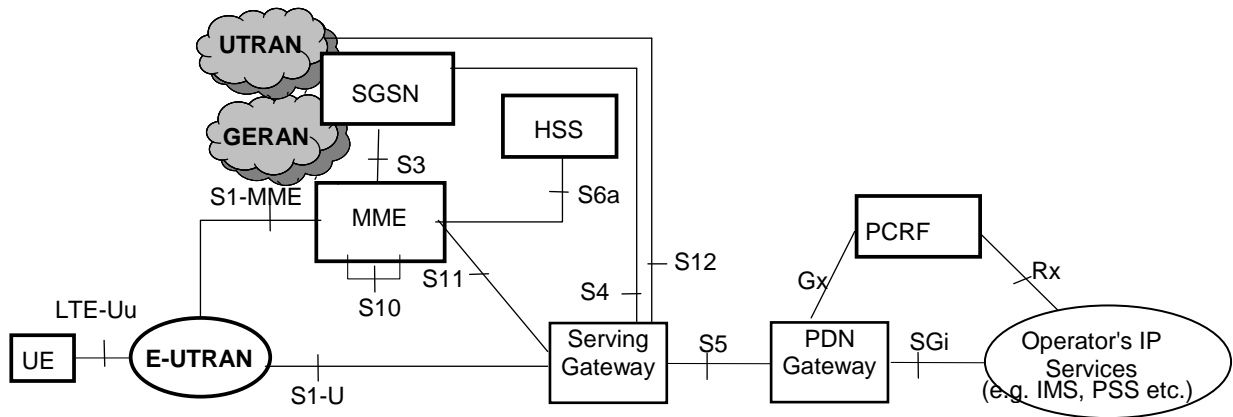 UTRAN
SGSN
HSS
GERAN
S3
S1-MME
S6a
MME
PCRF
S12
S11
Gx
Rx
S4
S10
LTE-Uu
UE
E-UTRAN
Serving
Gateway
S5
PDN
Gateway
SGi
Operator's IP
Services
(e.g. IMS, PSS etc.)
S1-U